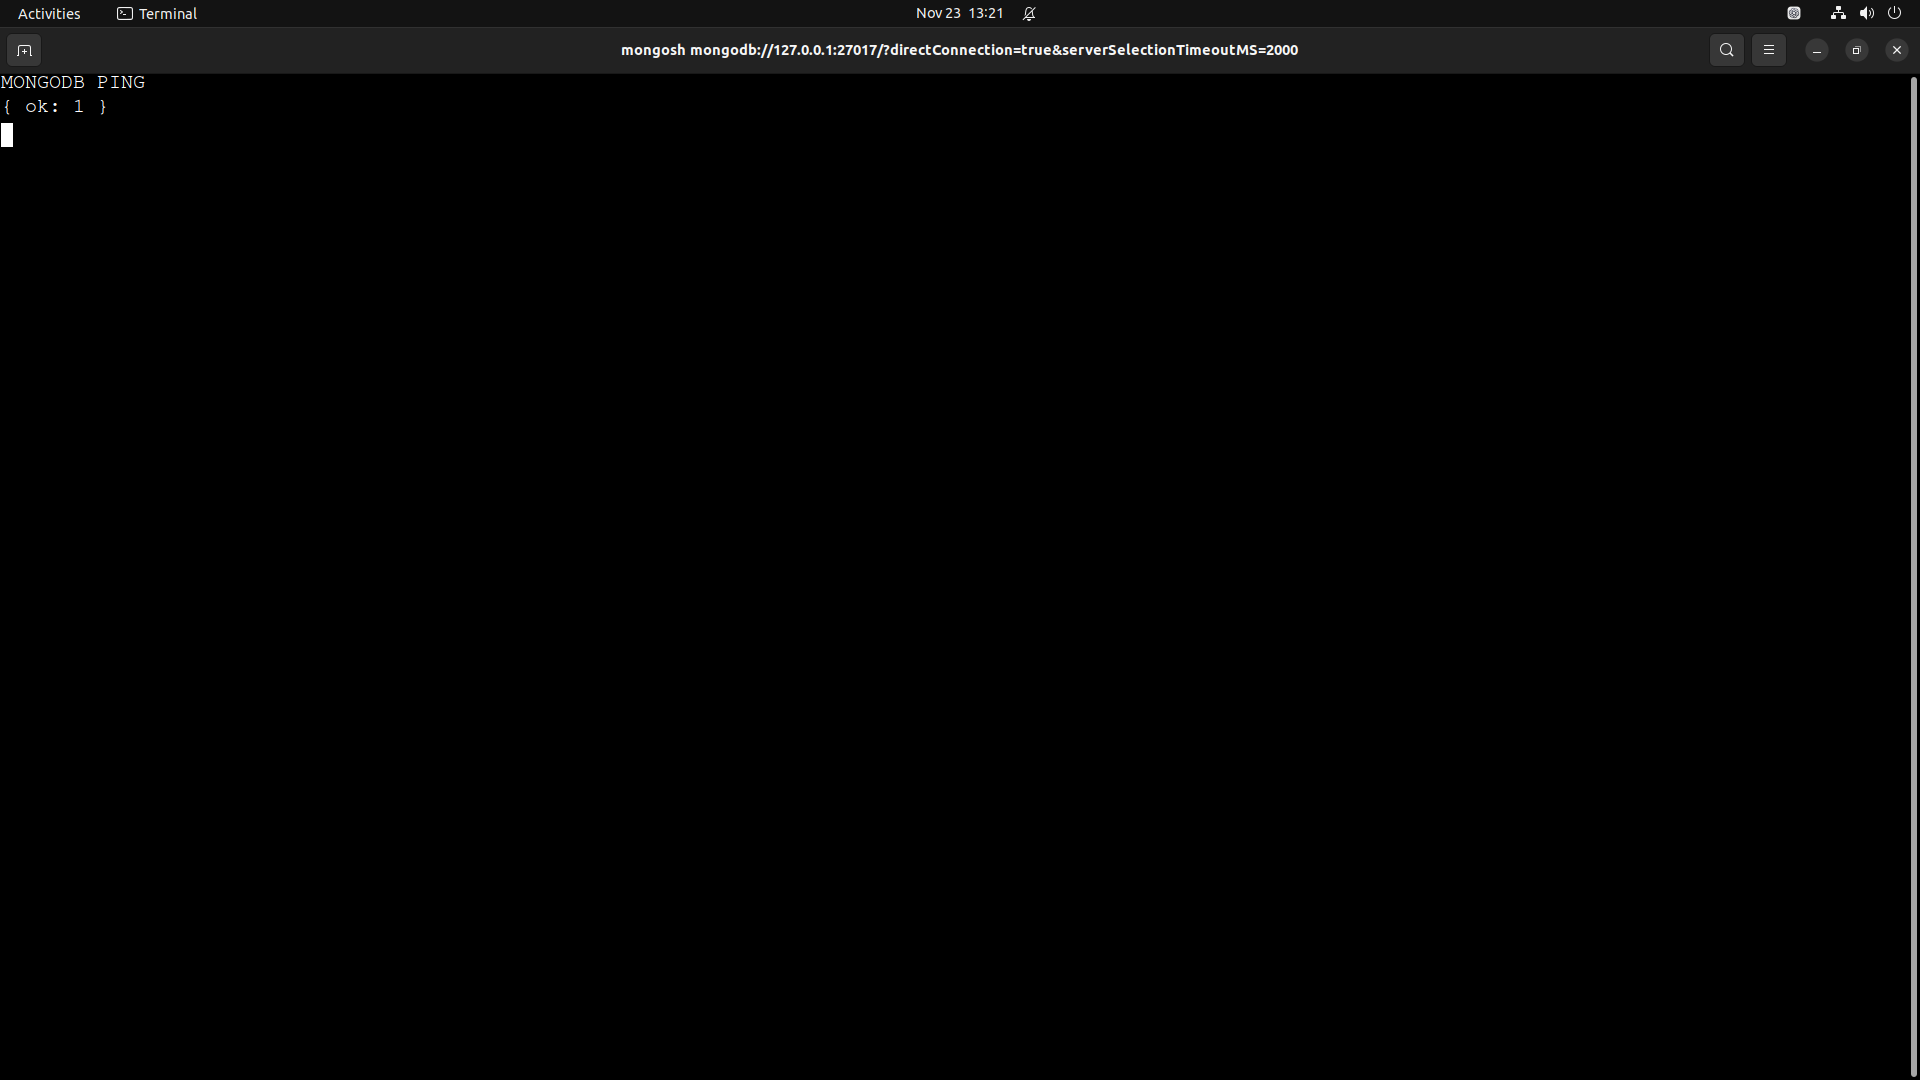 Activities Terminal Nov 23 13:21
mongosh mongodb://127.0.0.1:27017/?directConnection=true&serverSelectionTimeoutMS=2000
MONGODB PING
{ ok: 1 }